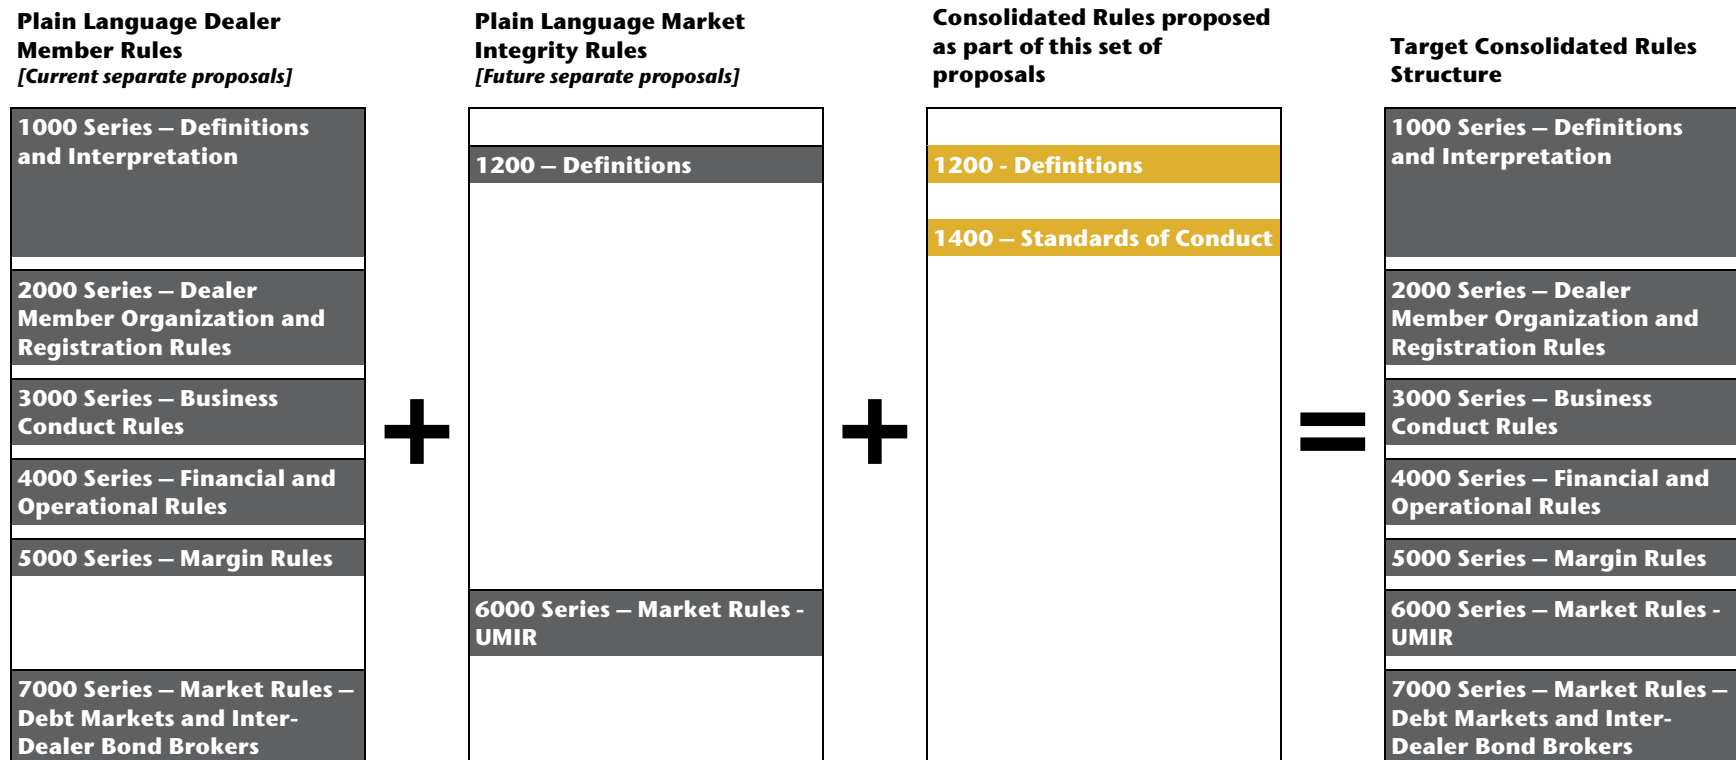 Plain Language Dealer
Member Rules
[Current separate proposals]
1000 Series – Definitions
and Interpretation
2000 Series – Dealer
Member Organization and
Registration Rules
3000 Series – Business
Conduct Rules
4000 Series – Financial and
Operational Rules
5000 Series – Margin Rules
7000 Series – Market Rules –
Debt Markets and Inter-
Dealer Bond Brokers
+
Plain Language Market
Integrity Rules
[Future separate proposals]
1200 – Definitions
6000 Series – Market Rules -
UMIR
+
Consolidated Rules proposed
as part of this set of
proposals
1200 - Definitions
1400 – Standards of Conduct
=
Target Consolidated Rules
Structure
1000 Series – Definitions
and Interpretation
2000 Series – Dealer
Member Organization and
Registration Rules
3000 Series – Business
Conduct Rules
4000 Series – Financial and
Operational Rules
5000 Series – Margin Rules
6000 Series – Market Rules -
UMIR
7000 Series – Market Rules –
Debt Markets and Inter-
Dealer Bond Brokers